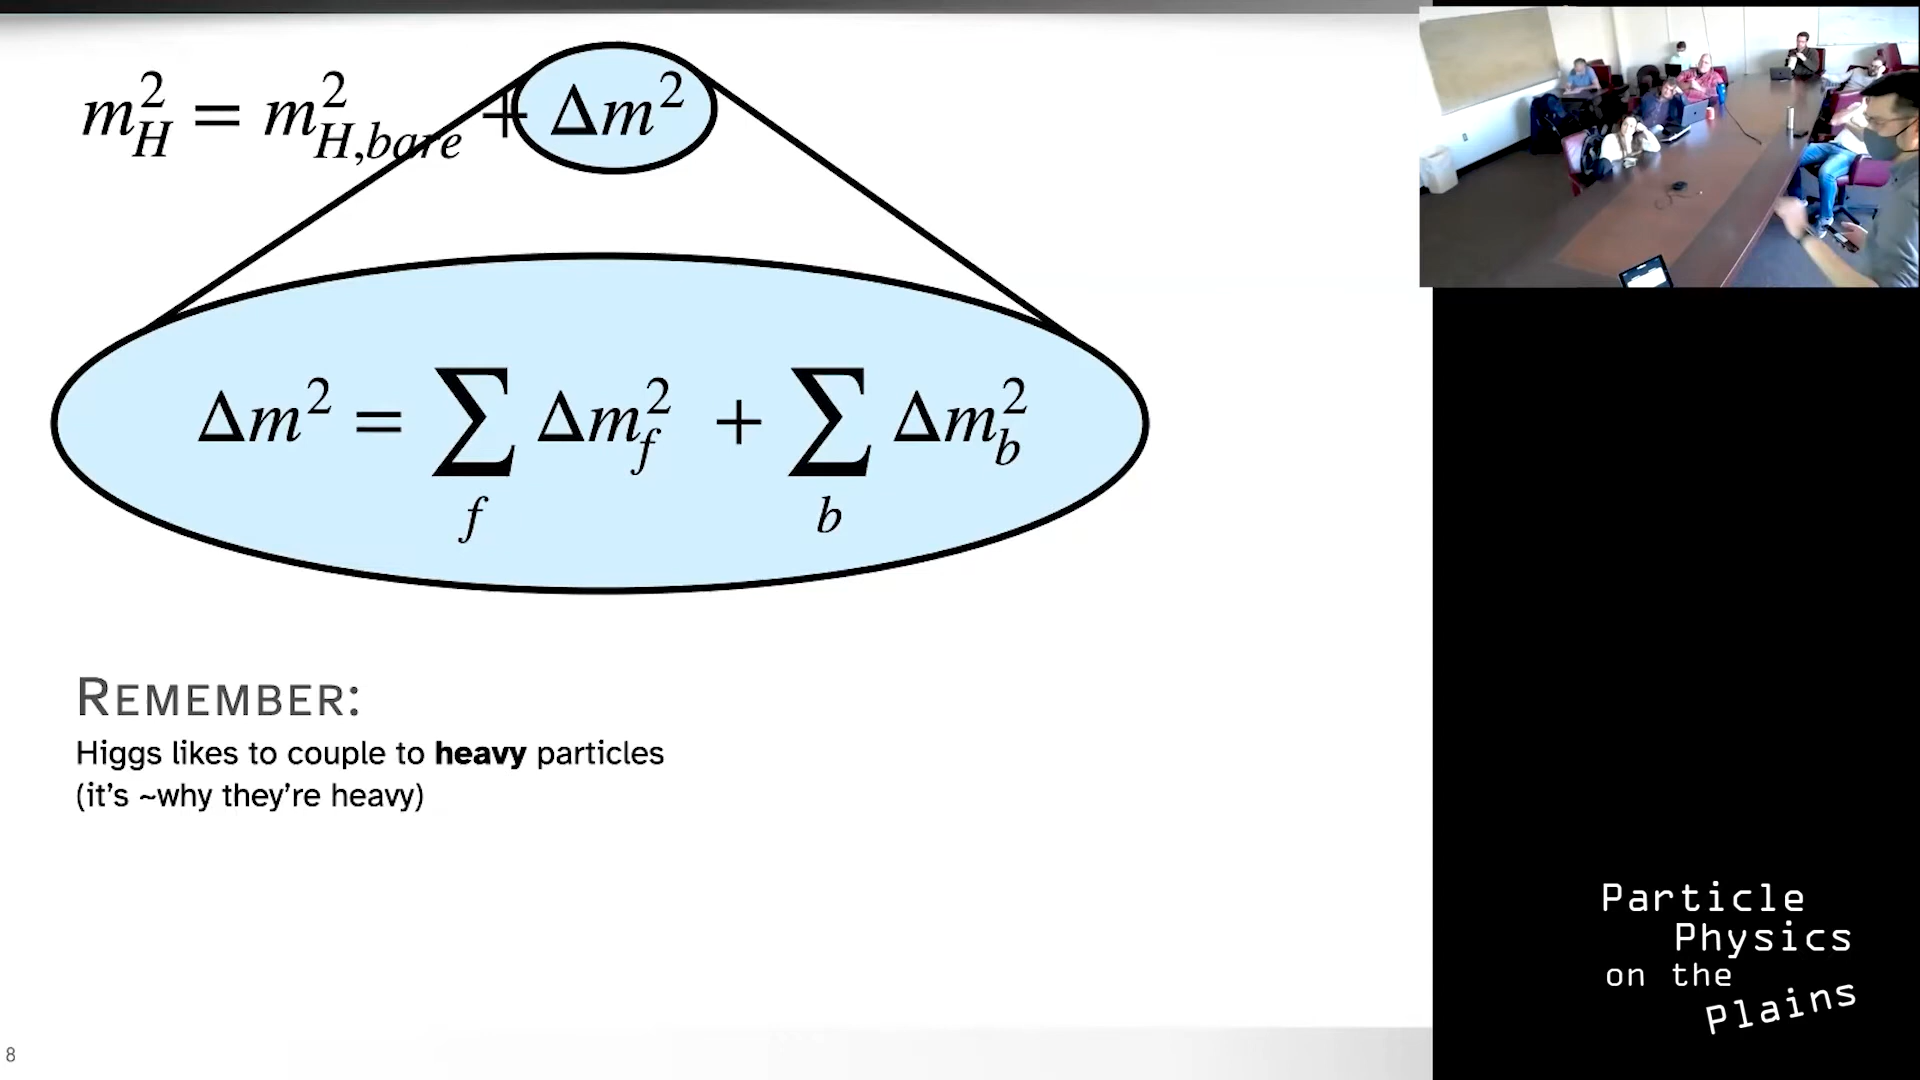 m²_H = m²_{H,bare} + Δm²
Δm² = ∑_f Δm²_f + ∑_b Δm²_b
REMEMBER:
Higgs likes to couple to heavy particles
(it's ~why they're heavy)
8
Particle
Physics
on the
Plains